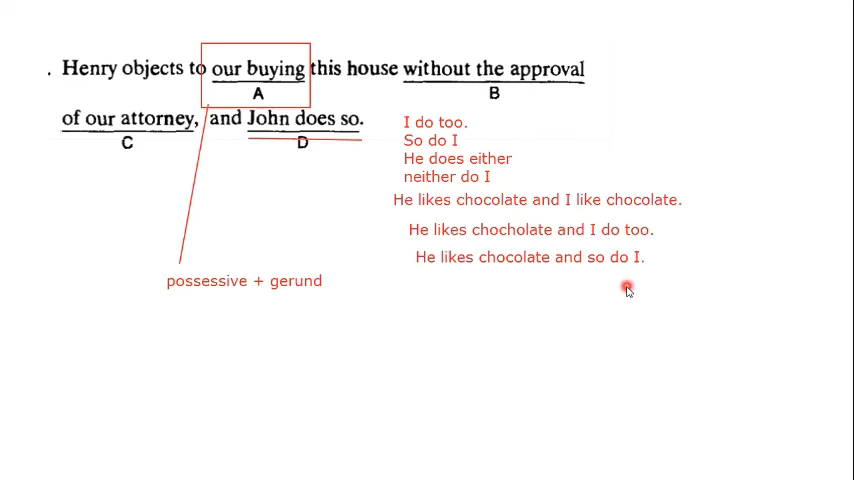 . Henry objects to our buying this house without the approval
A
B
of our attorney, and John does so.
C
D
I do too.
So do I
He does either
neither do I
He likes chocolate and I like chocolate.
He likes chocholate and I do too.
He likes chocolate and so do I.
possessive + gerund